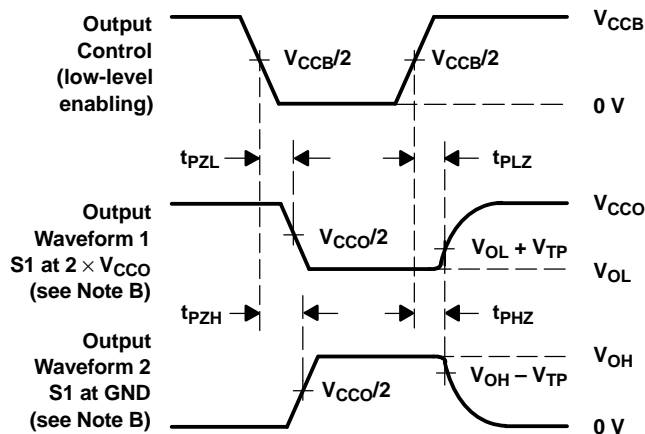 Output
Control
(low-level
enabling)
V_CCB/2
V_CCB/2
V_CCB
0 V
t_PZL
t_PLZ
Output
Waveform 1
S1 at 2 × V_CCO
(see Note B)
V_CCO/2
V_CCO
V_OL + V_TP
V_OL
t_PZH
t_PHZ
Output
Waveform 2
S1 at GND
(see Note B)
V_CCO/2
V_OH
V_OH – V_TP
0 V